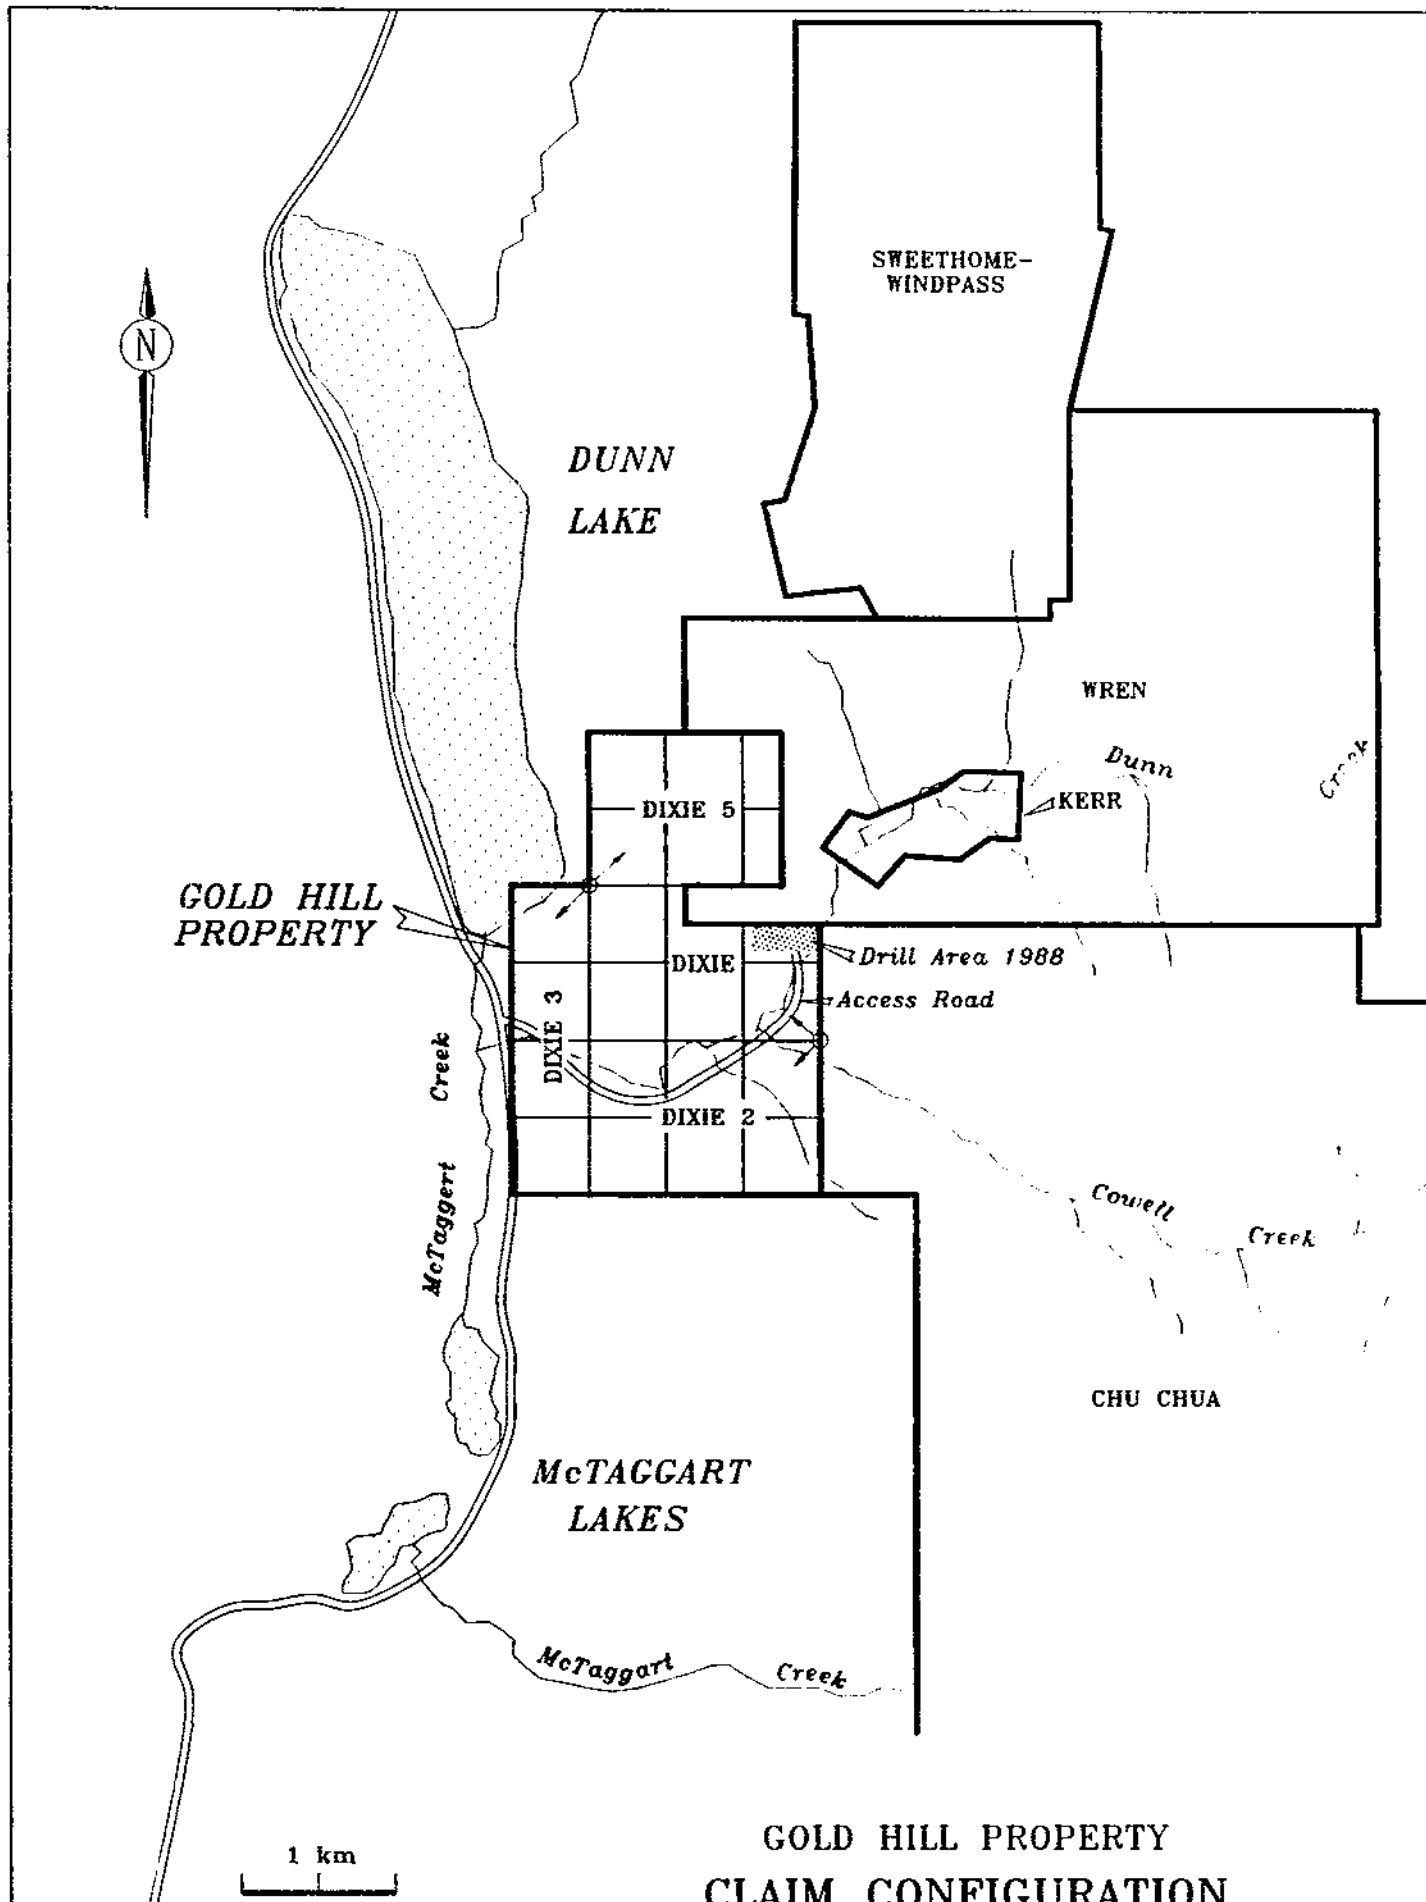 SWEETHOME-
WINDPASS
N
DUNN
LAKE
WREN
Dunn
Creek
KERR
DIXIE 5
GOLD HILL
PROPERTY
DIXIE
Drill Area 1988
Access Road
DIXIE 3
McTaggert Creek
DIXIE 2
Cowell
Creek
CHU CHUA
McTAGGART
LAKES
McTaggart Creek
1 km
GOLD HILL PROPERTY
CLAIM CONFIGURATION